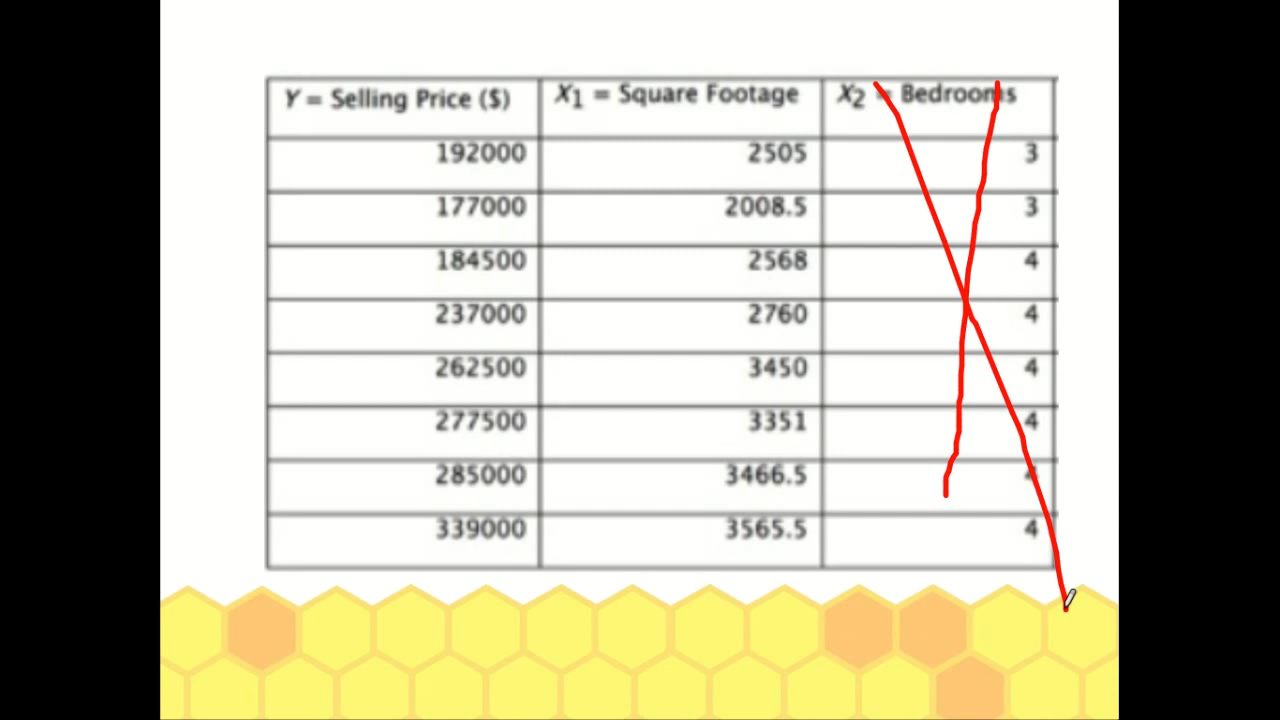 Y = Selling Price ($) X1 = Square Footage X2 = Bedrooms
192000 2505 3
177000 2008.5 3
184500 2568 4
237000 2760 4
262500 3450 4
277500 3351 4
285000 3466.5 4
339000 3565.5 4